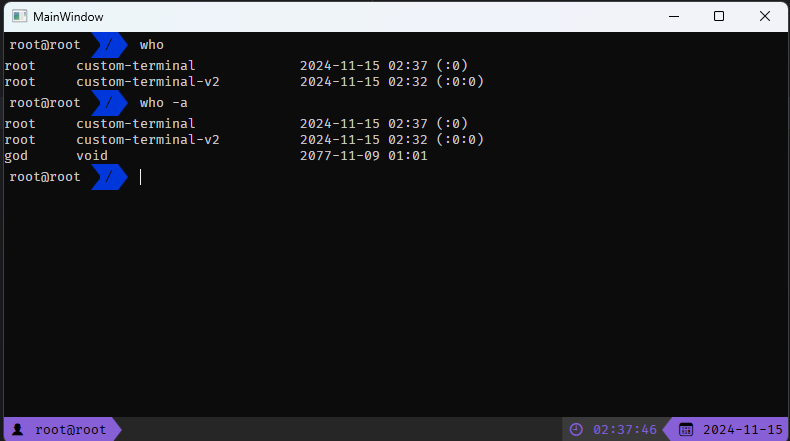 MainWindow
root@root / who
root custom-terminal 2024-11-15 02:37 (:0)
root custom-terminal-v2 2024-11-15 02:32 (:0:0)
root@root / who -a
root custom-terminal 2024-11-15 02:37 (:0)
root custom-terminal-v2 2024-11-15 02:32 (:0:0)
god void 2077-11-09 01:01
root@root /
root@root 02:37:46 2024-11-15